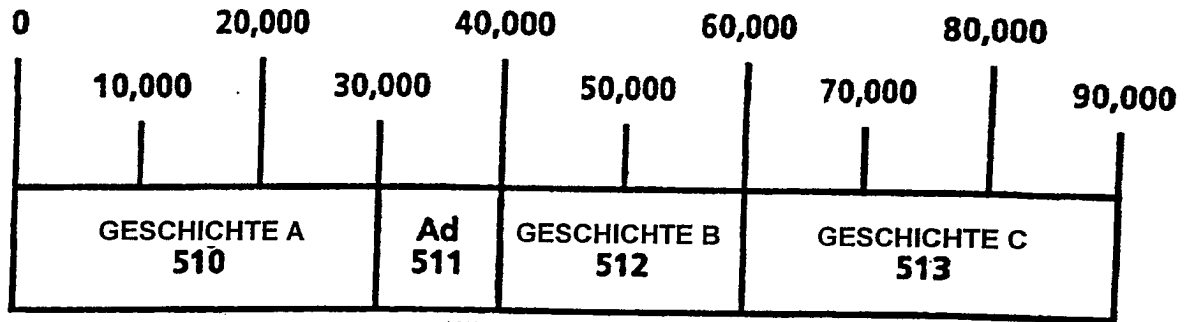 0 20,000 40,000 60,000 80,000
10,000 30,000 50,000 70,000 90,000
GESCHICHTE A Ad GESCHICHTE B GESCHICHTE C
510 511 512 513